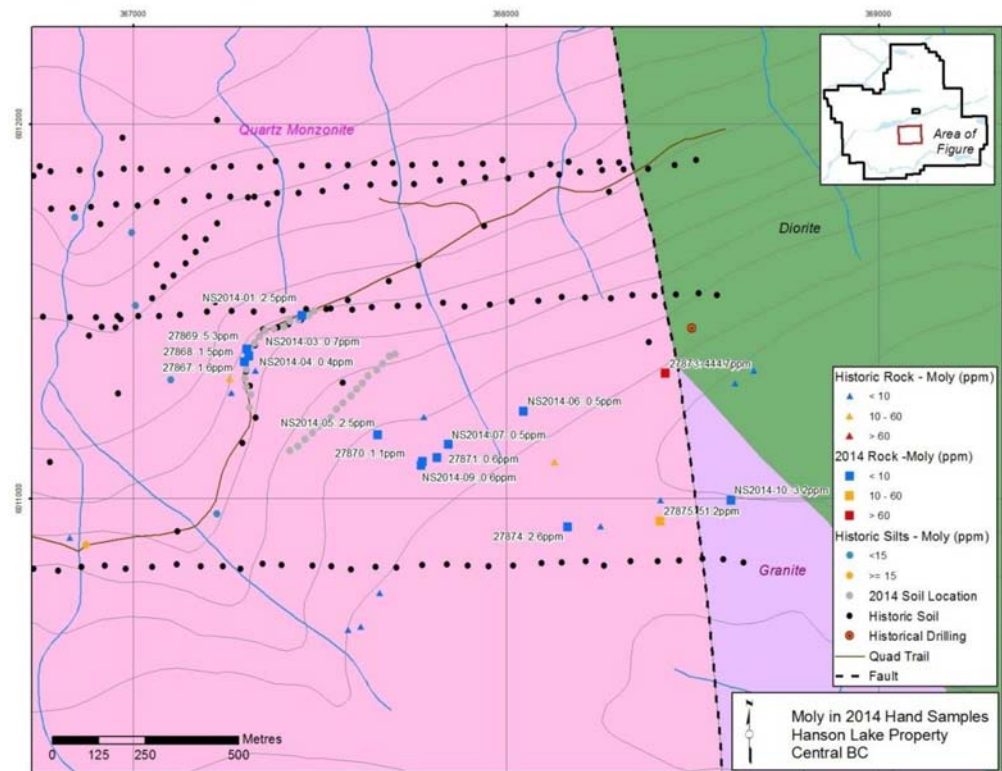 367000
368000
369000
6012000
6011000
Quartz Monzonite
Area of
Figure
Diorite
NS2014-01 2.5ppm
27869 5.3ppm
NS2014-03 0.7ppm
27868 1.5ppm
NS2014-04 0.4ppm
27867 1.6ppm
27873 444.7ppm
NS2014-06 0.5ppm
NS2014-05 2.5ppm
NS2014-07 0.5ppm
27870 1.1ppm
27871 0.6ppm
NS2014-09 0.6ppm
NS2014-10 3.2ppm
27875 51.2ppm
27874 2.6ppm
Granite
Historic Rock - Moly (ppm)
< 10
10 - 60
> 60
2014 Rock -Moly (ppm)
< 10
10 - 60
> 60
Historic Silts - Moly (ppm)
<15
>= 15
2014 Soil Location
Historic Soil
Historical Drilling
Quad Trail
Fault
Metres
0 125 250 500
Moly in 2014 Hand Samples
Hanson Lake Property
Central BC